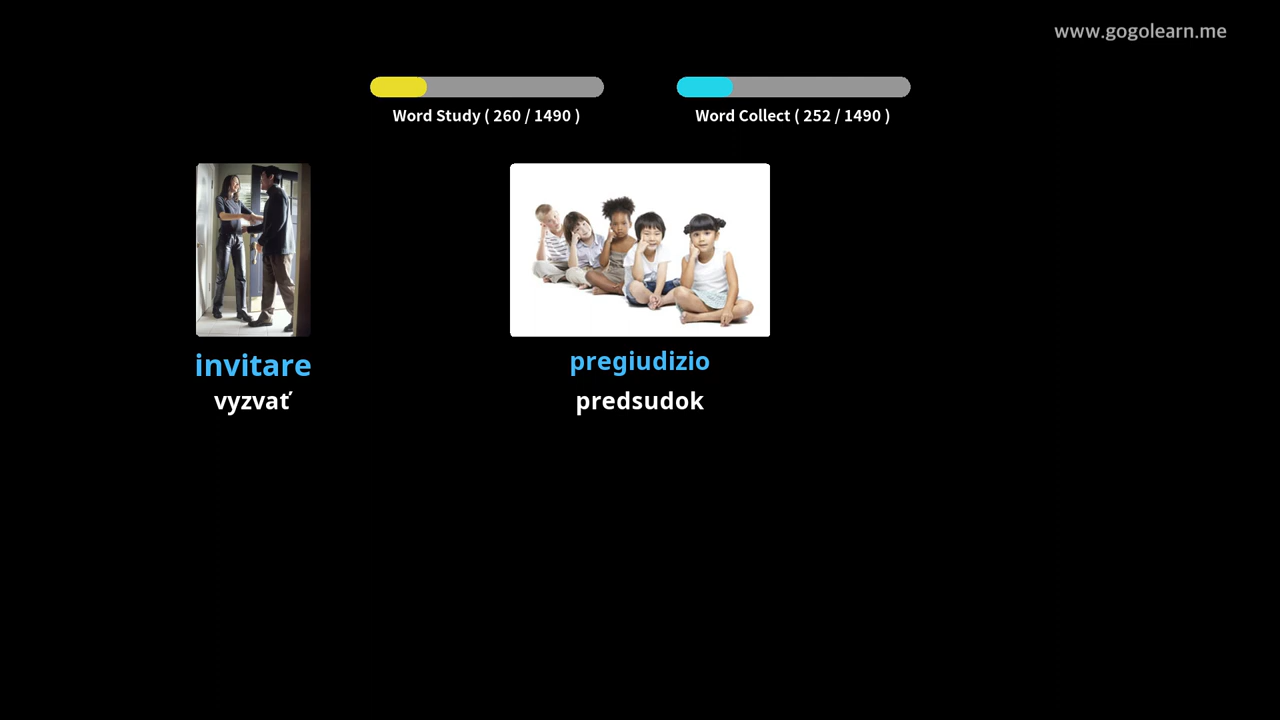 www.gogolearn.me
Word Study ( 260 / 1490 )
Word Collect ( 252 / 1490 )
invitare
vyzvať
pregiudizio
predsudok